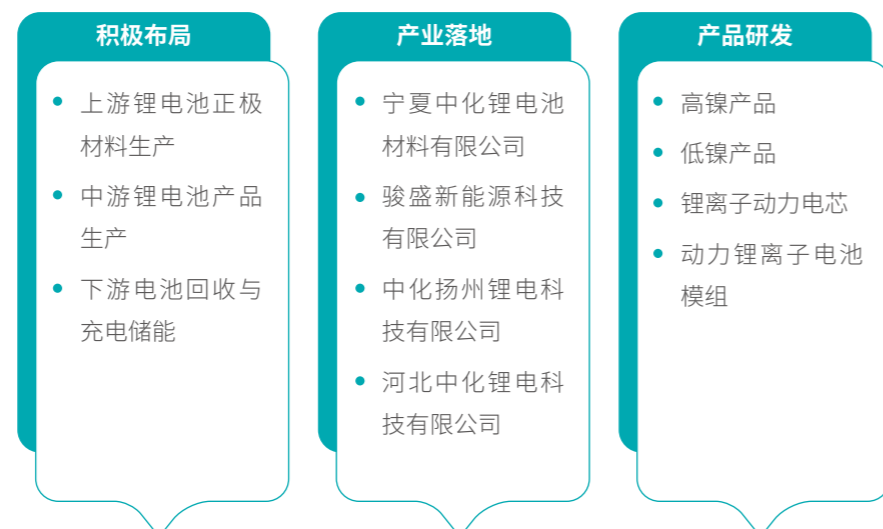 积极布局
上游锂电池正极
材料生产
中游锂电池产品
生产
下游电池回收与
充电储能
产业落地
宁夏中化锂电池
材料有限公司
骏盛新能源科技
有限公司
中化扬州锂电科
技有限公司
河北中化锂电科
技有限公司
产品研发
高镍产品
低镍产品
锂离子动力电芯
动力锂离子电池
模组